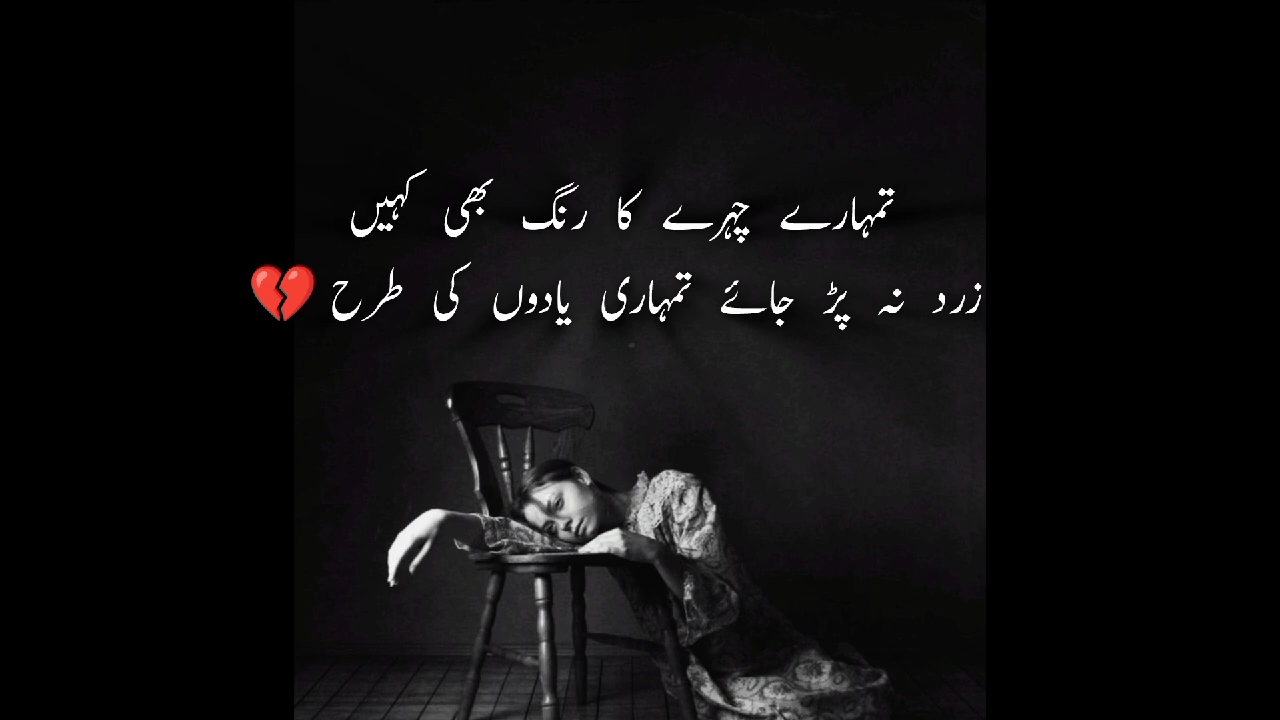 تمہارے چہرے کا رنگ بھی کہیں
زرد نہ پڑ جائے تمہاری یادوں کی طرح 💔